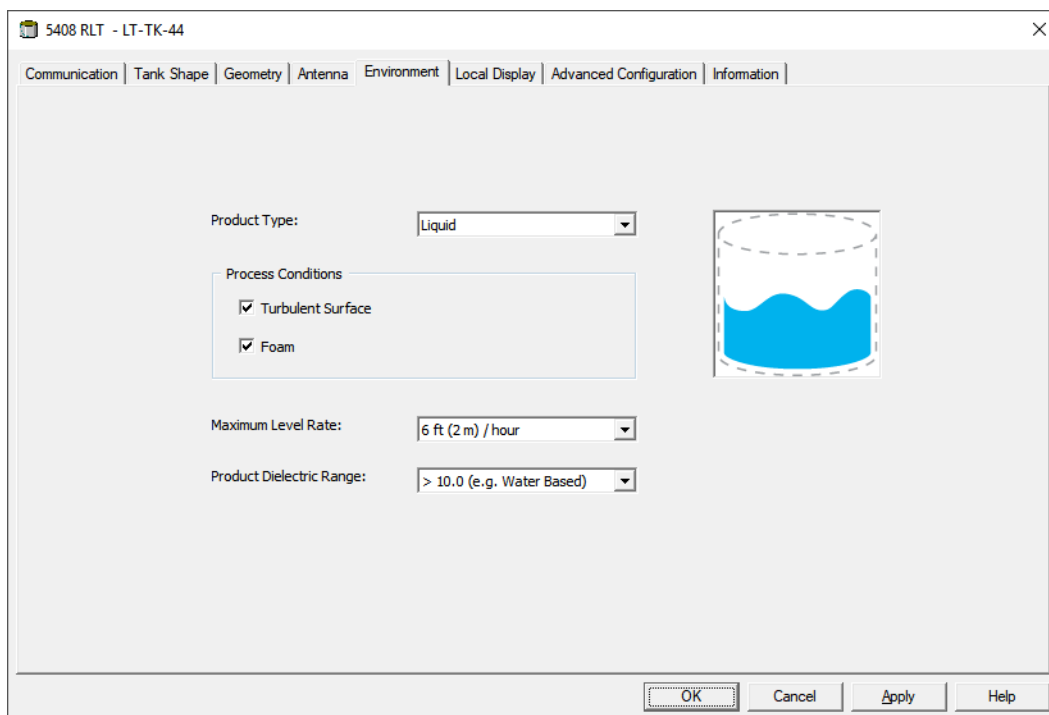 5408 RLT - LT-TK-44
Communication Tank Shape Geometry Antenna Environment Local Display Advanced Configuration Information
Product Type: Liquid
Process Conditions
Turbulent Surface
Foam
Maximum Level Rate: 6 ft (2 m) / hour
Product Dielectric Range: > 10.0 (e.g. Water Based)
OK Cancel Apply Help